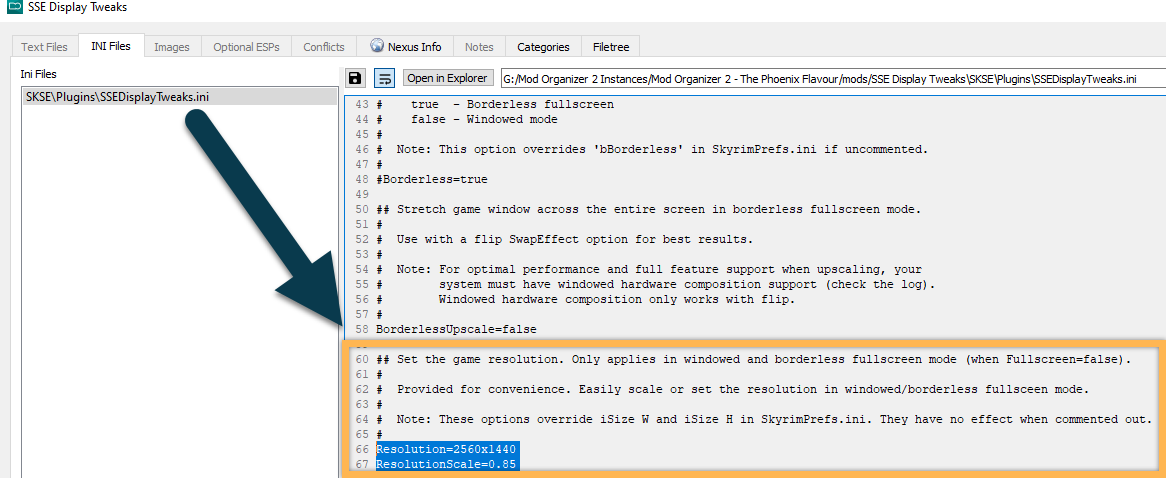 SSE Display Tweaks
Text Files INI Files Images Optional ESPs Conflicts Nexus Info Notes Categories Filetree
Ini Files
SKSE\Plugins\SSEDisplayTweaks.ini
Open in Explorer G:/Mod Organizer 2 Instances/Mod Organizer 2 - The Phoenix Flavour/mods/SSE Display Tweaks\SKSE\Plugins\SSEDisplayTweaks.ini
43 # true - Borderless fullscreen
44 # false - Windowed mode
45 #
46 # Note: This option overrides 'bBorderless' in SkyrimPrefs.ini if uncommented.
47 #
48 #Borderless=true
49
50 ## Stretch game window across the entire screen in borderless fullscreen mode.
51 #
52 # Use with a flip SwapEffect option for best results.
53 #
54 # Note: For optimal performance and full feature support when upscaling, your
55 # system must have windowed hardware composition support (check the log).
56 # Windowed hardware composition only works with flip.
57 #
58 BorderlessUpscale=false
60 ## Set the game resolution. Only applies in windowed and borderless fullscreen mode (when Fullscreen=false).
61 #
62 # Provided for convenience. Easily scale or set the resolution in windowed/borderless fullsceen mode.
63 #
64 # Note: These options override iSize W and iSize H in SkyrimPrefs.ini. They have no effect when commented out.
65 #
66 Resolution=2560x1440
67 ResolutionScale=0.85